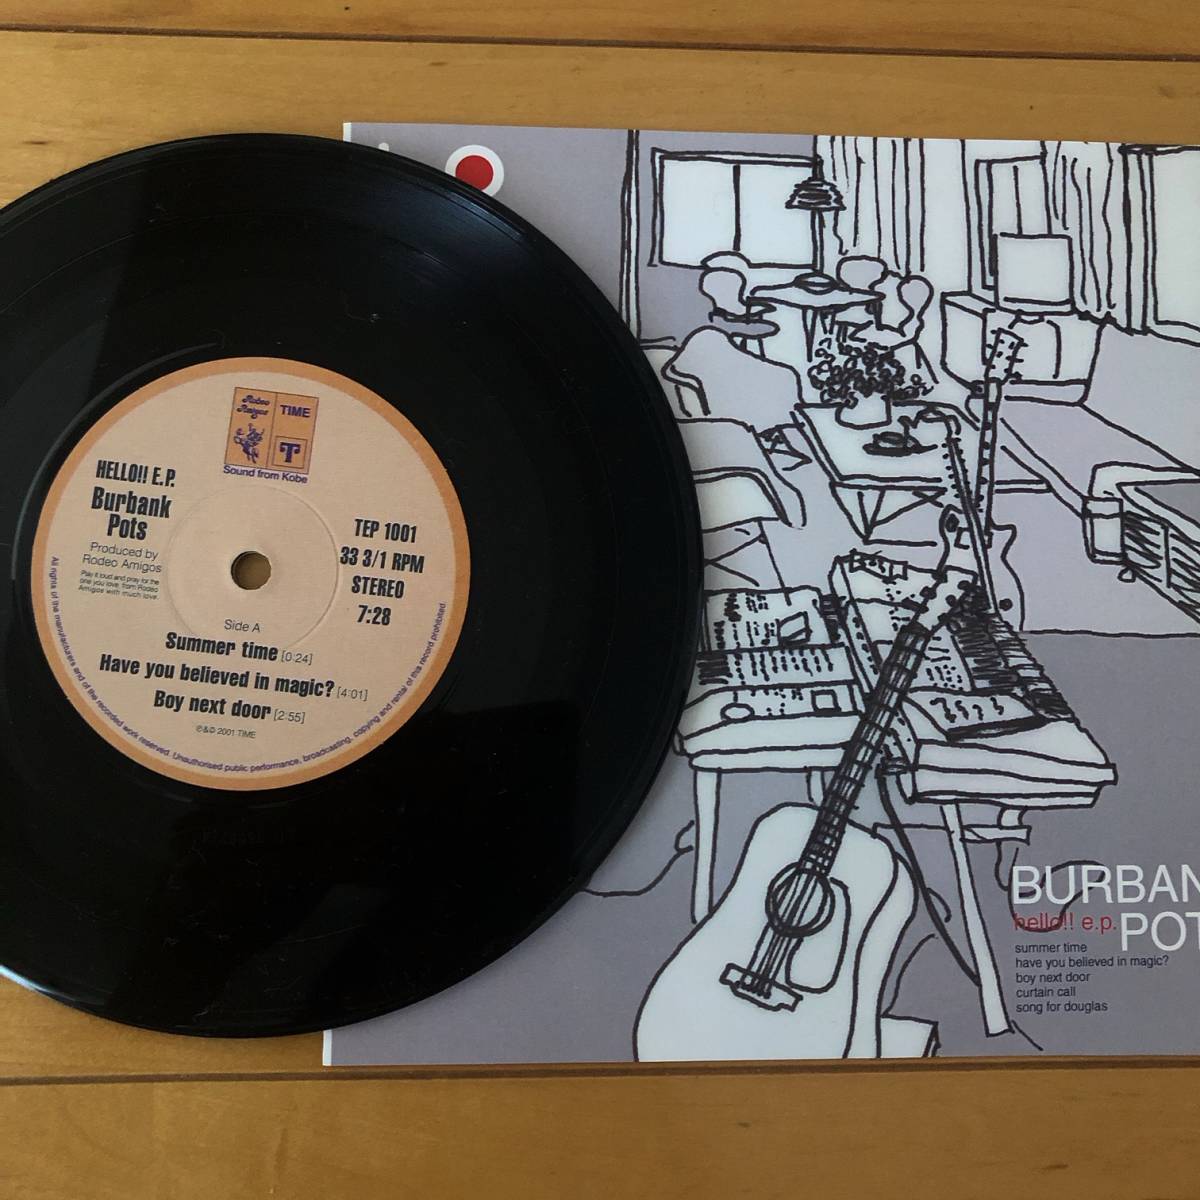 Rodeo
Amigos
TIME
T
Sound from Kobe
HELLO!! E.P.
Burbank
Pots
Produced by
Rodeo Amigos
Play it loud and pray for the
one you love, from Rodeo
Amigos with much love.
TEP 1001
33 3/1 RPM
STEREO
7:28
Side A
Summer time [0:24]
Have you believed in magic? [4:01]
Boy next door [2:55]
℗&© 2001 TIME
All rights of the manufacturers and of the recorded work reserved. Unauthorised public performance, broadcasting, copying and rental of this record prohibited.
BURBAN
hello!! e.p. POT
summer time
have you believed in magic?
boy next door
curtain call
song for douglas